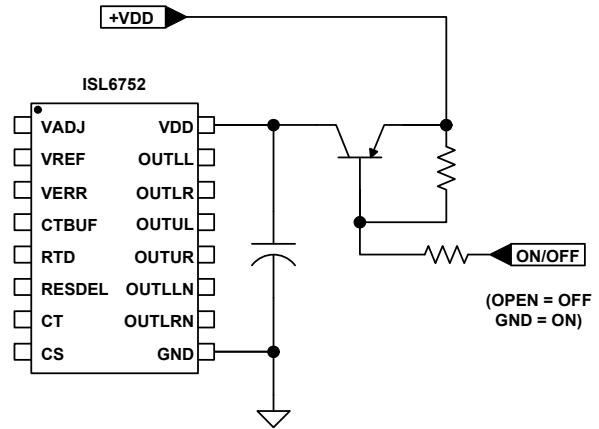 +VDD
ISL6752
VADJ VDD
VREF OUTLL
VERR OUTLR
CTBUF OUTUL
RTD OUTUR
RESDEL OUTLLN
CT OUTLRN
CS GND
ON/OFF
(OPEN = OFF
GND = ON)